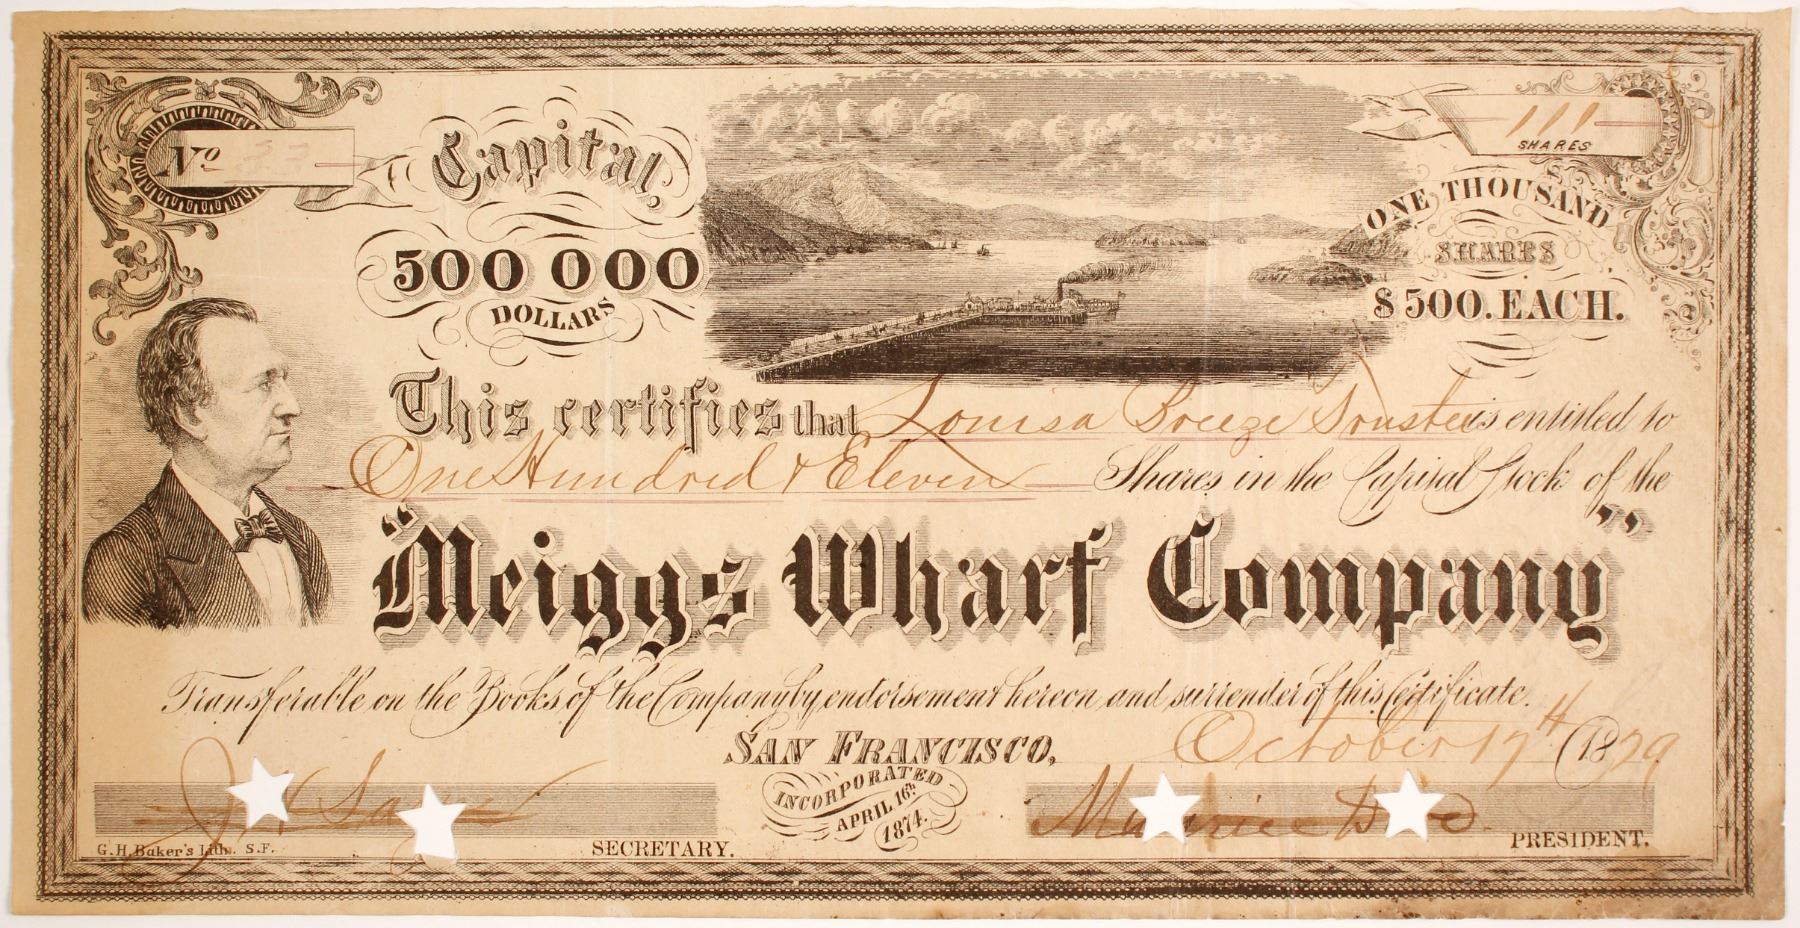 No 33
111
SHARES
Capital
500 000
DOLLARS
ONE THOUSAND
SHARES
$500. EACH.
This certifies that Louisa Breeze Trustee is entitled to
One Hundred & Eleven Shares in the Capital Stock of the
"Meiggs Wharf Company"
Transferable on the Books of the Company by endorsement hereon and surrender of this Certificate.
SAN FRANCISCO, October 17th 1879
INCORPORATED
APRIL 16th
1874.
Maurice
SECRETARY.
PRESIDENT.
G.H. Baker's Lith. S.F.